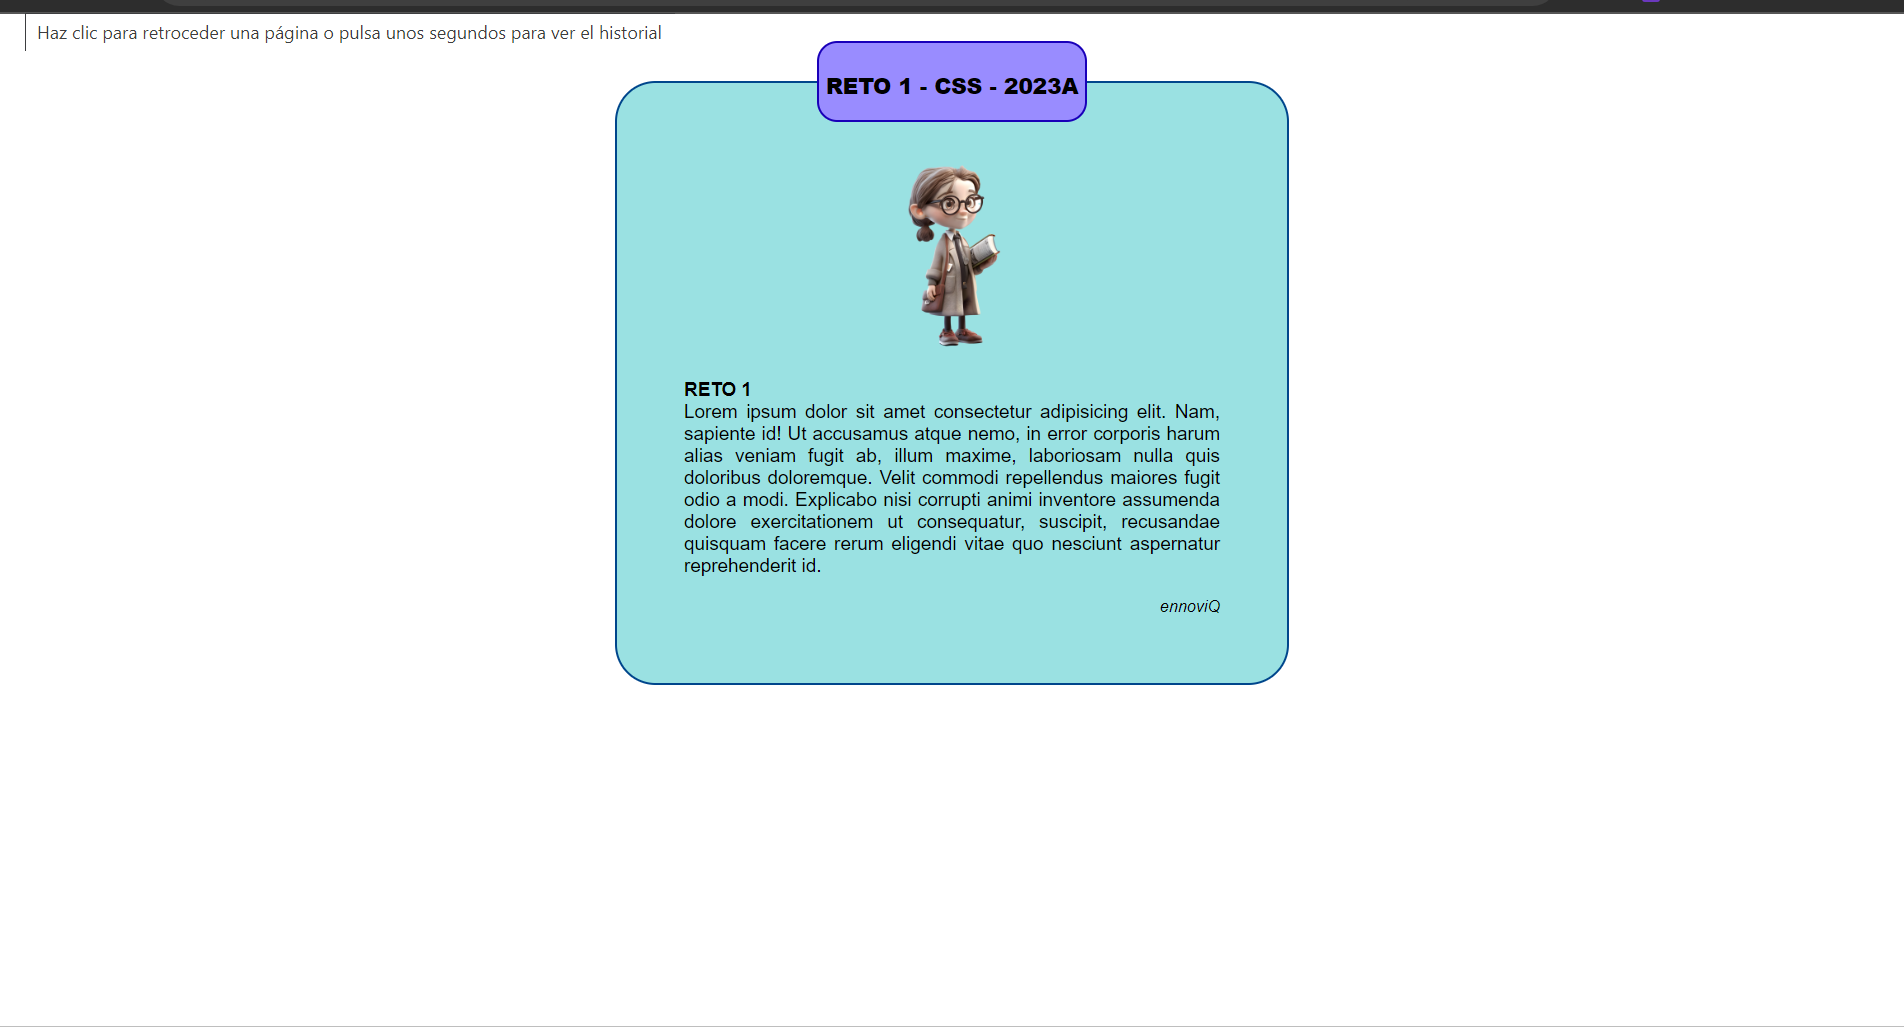 Haz clic para retroceder una página o pulsa unos segundos para ver el historial
RETO 1 - CSS - 2023A
RETO 1
Lorem ipsum dolor sit amet consectetur adipisicing elit. Nam,
sapiente id! Ut accusamus atque nemo, in error corporis harum
alias veniam fugit ab, illum maxime, laboriosam nulla quis
doloribus doloremque. Velit commodi repellendus maiores fugit
odio a modi. Explicabo nisi corrupti animi inventore assumenda
dolore exercitationem ut consequatur, suscipit, recusandae
quisquam facere rerum eligendi vitae quo nesciunt aspernatur
reprehenderit id.
ennoviQ